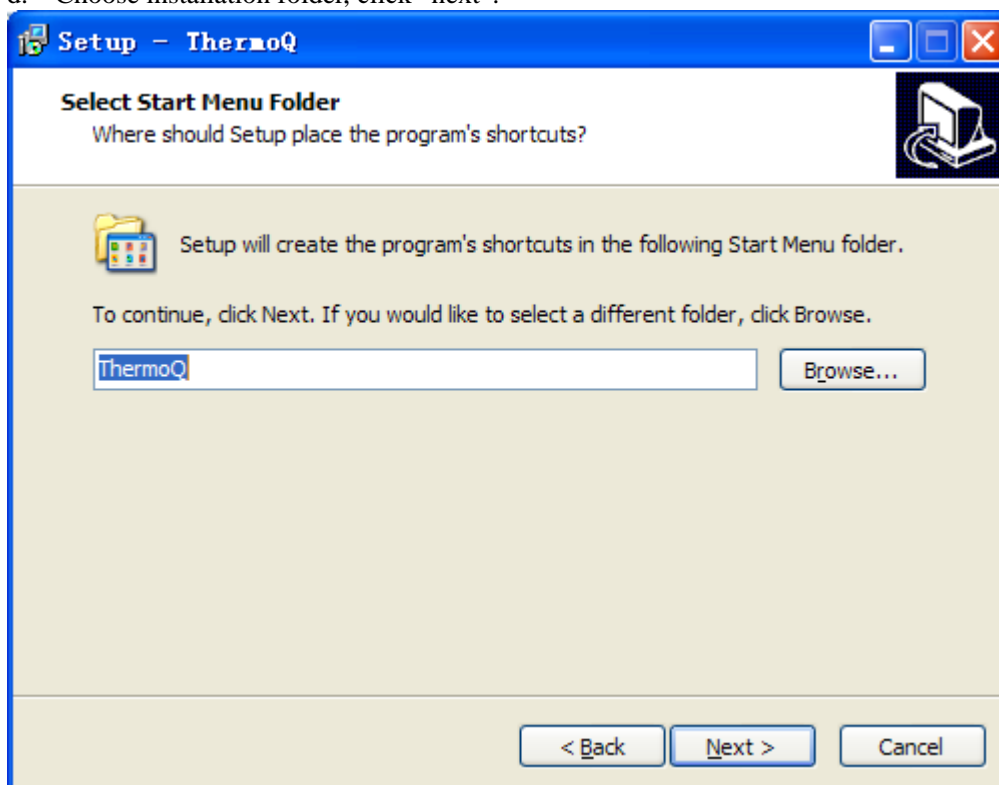 d. Choose installation folder, click "next".
Setup - ThermoQ
Select Start Menu Folder
Where should Setup place the program's shortcuts?
Setup will create the program's shortcuts in the following Start Menu folder.
To continue, click Next. If you would like to select a different folder, click Browse.
ThermoQ
Browse...
< Back
Next >
Cancel